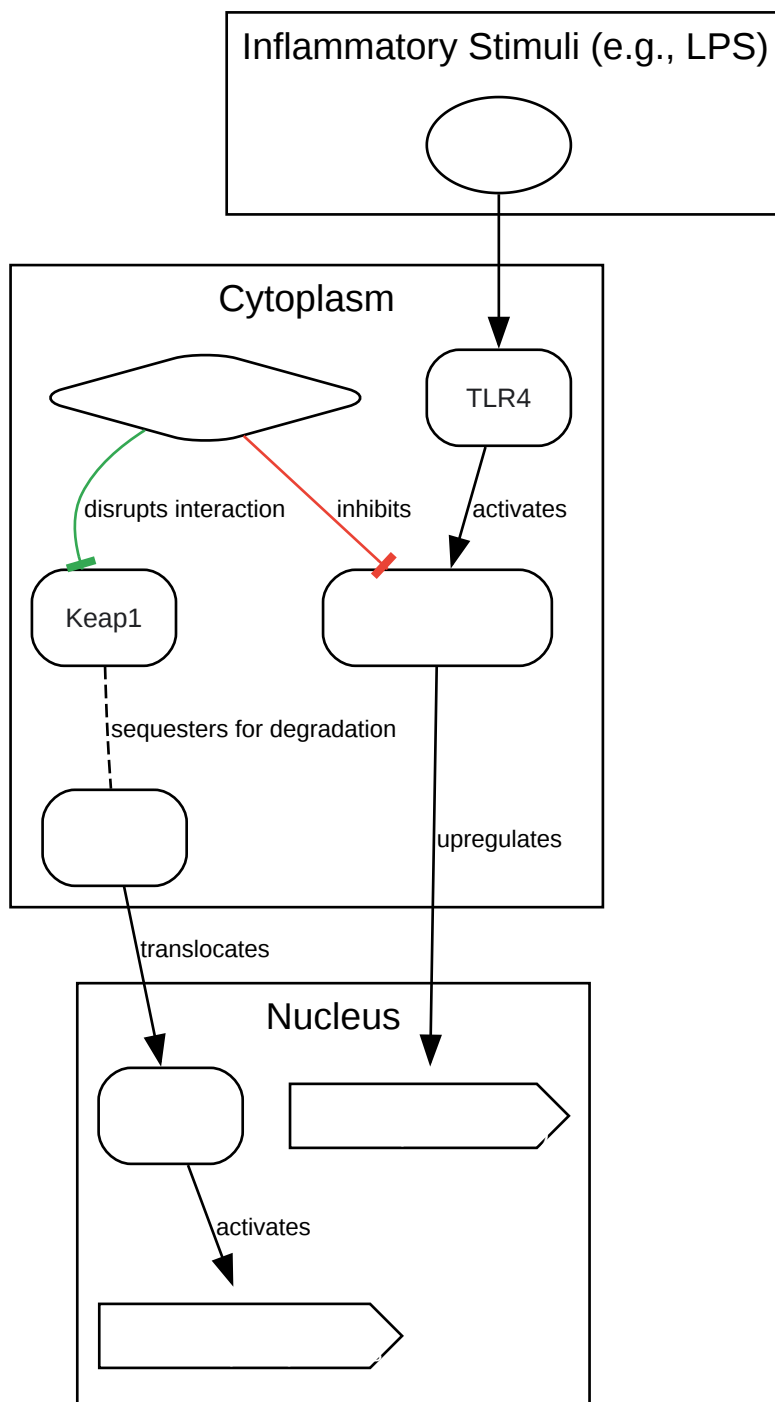 Inflammatory Stimuli (e.g., LPS)
Cytoplasm
TLR4
disrupts interaction
inhibits
activates
Keap1
sequesters for degradation
upregulates
translocates
Nucleus
activates